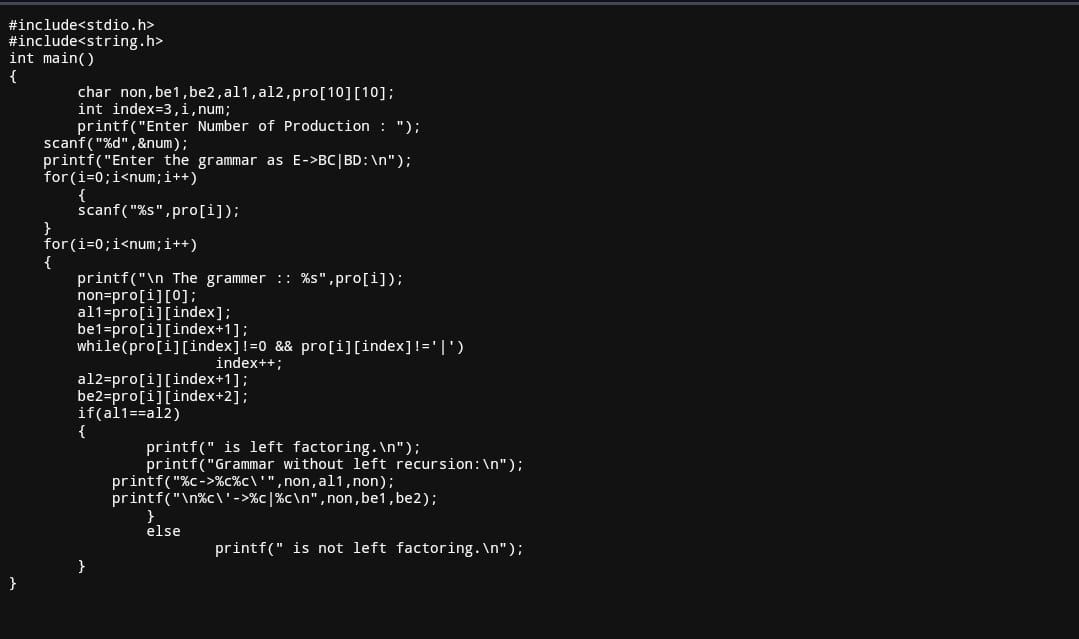 #include<stdio.h>
#include<string.h>
int main()
{
        char non,be1,be2,al1,al2,pro[10][10];
        int index=3,i,num;
        printf("Enter Number of Production : ");
    scanf("%d",&num);
    printf("Enter the grammar as E->BC|BD:\n");
    for(i=0;i<num;i++)
        {
        scanf("%s",pro[i]);
    }
    for(i=0;i<num;i++)
    {
        printf("\n The grammer :: %s",pro[i]);
        non=pro[i][0];
        al1=pro[i][index];
        be1=pro[i][index+1];
        while(pro[i][index]!=0 && pro[i][index]!='|')
                        index++;
        al2=pro[i][index+1];
        be2=pro[i][index+2];
        if(al1==al2)
        {
                printf(" is left factoring.\n");
                printf("Grammar without left recursion:\n");
            printf("%c->%c%c\'",non,al1,non);
            printf("\n%c\'->%c|%c\n",non,be1,be2);
                }
                else
                        printf(" is not left factoring.\n");
        }
}